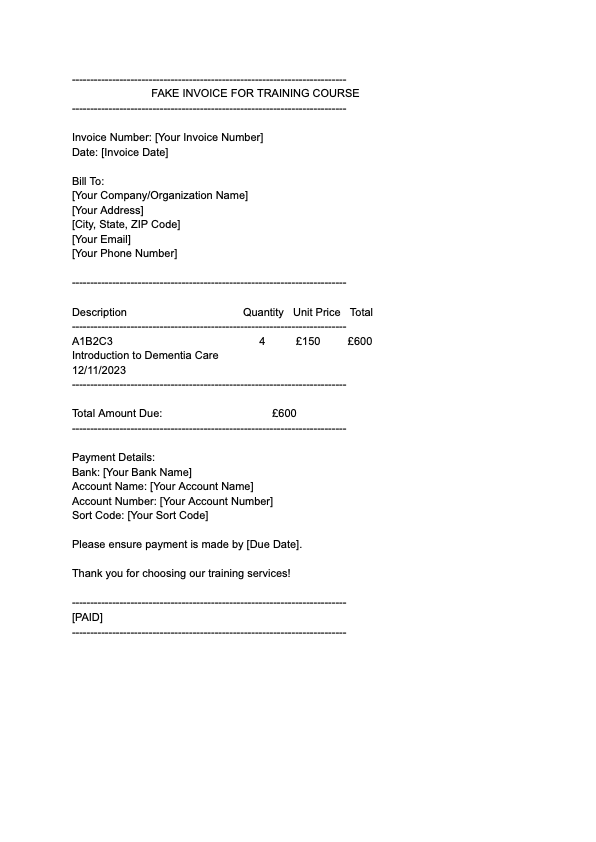 --------------------------------------------------------------------------
FAKE INVOICE FOR TRAINING COURSE
--------------------------------------------------------------------------
Invoice Number: [Your Invoice Number]
Date: [Invoice Date]
Bill To:
[Your Company/Organization Name]
[Your Address]
[City, State, ZIP Code]
[Your Email]
[Your Phone Number]
--------------------------------------------------------------------------
Description Quantity Unit Price Total
--------------------------------------------------------------------------
A1B2C3 4 £150 £600
Introduction to Dementia Care
12/11/2023
--------------------------------------------------------------------------
Total Amount Due: £600
--------------------------------------------------------------------------
Payment Details:
Bank: [Your Bank Name]
Account Name: [Your Account Name]
Account Number: [Your Account Number]
Sort Code: [Your Sort Code]
Please ensure payment is made by [Due Date].
Thank you for choosing our training services!
--------------------------------------------------------------------------
[PAID]
--------------------------------------------------------------------------